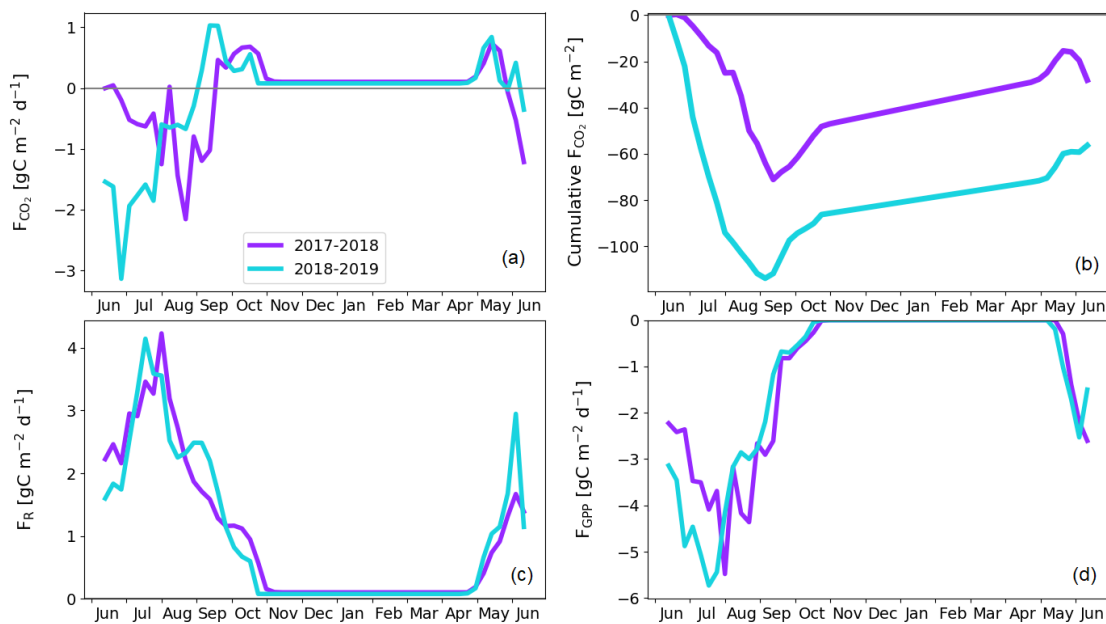 F_CO₂ [gC m⁻² d⁻¹]
1
0
−1
−2
−3
2017-2018
2018-2019
(a)
Jun Jul Aug Sep Oct Nov Dec Jan Feb Mar Apr May Jun
Cumulative F_CO₂ [gC m⁻²]
0
−20
−40
−60
−80
−100
(b)
Jun Jul Aug Sep Oct Nov Dec Jan Feb Mar Apr May Jun
F_R [gC m⁻² d⁻¹]
4
3
2
1
0
(c)
Jun Jul Aug Sep Oct Nov Dec Jan Feb Mar Apr May Jun
F_GPP [gC m⁻² d⁻¹]
0
−1
−2
−3
−4
−5
−6
(d)
Jun Jul Aug Sep Oct Nov Dec Jan Feb Mar Apr May Jun